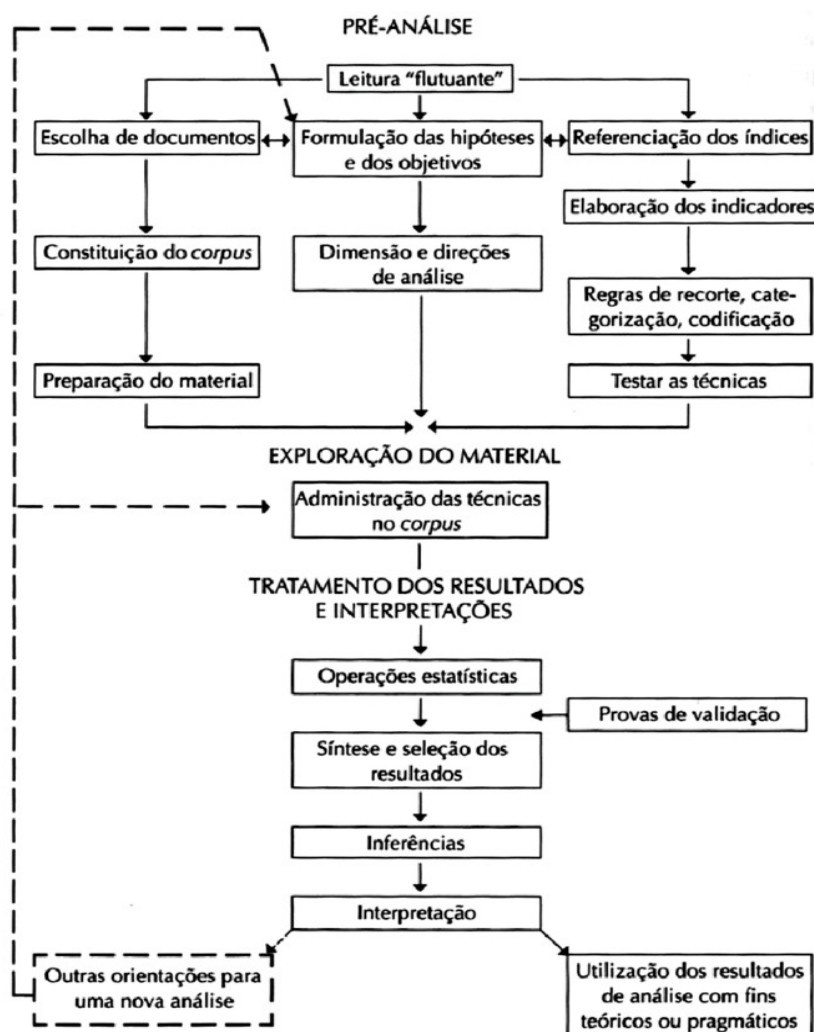 PRÉ-ANÁLISE
Leitura “flutuante”
Escolha de documentos
Formulação das hipóteses
e dos objetivos
Referenciação dos índices
Elaboração dos indicadores
Constituição do corpus
Dimensão e direções
de análise
Regras de recorte, cate-
gorização, codificação
Preparação do material
Testar as técnicas
EXPLORAÇÃO DO MATERIAL
Administração das técnicas
no corpus
TRATAMENTO DOS RESULTADOS
E INTERPRETAÇÕES
Operações estatísticas
Provas de validação
Síntese e seleção dos
resultados
Inferências
Interpretação
Outras orientações para
uma nova análise
Utilização dos resultados
de análise com fins
teóricos ou pragmáticos